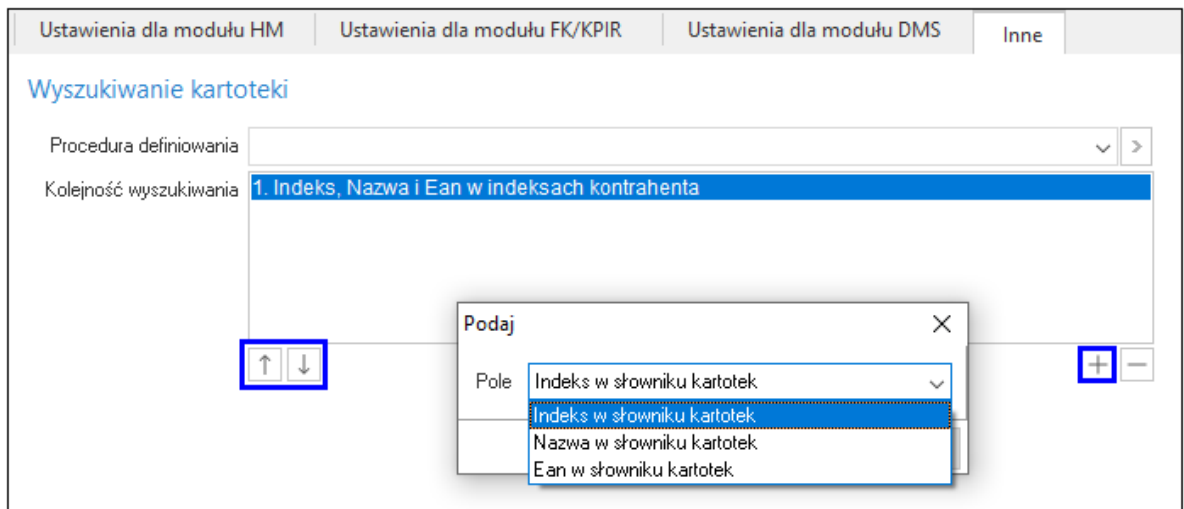 Ustawienia dla modułu HM Ustawienia dla modułu FK/KPIR Ustawienia dla modułu DMS Inne
Wyszukiwanie kartoteki
Procedura definiowania
Kolejność wyszukiwania 1. Indeks, Nazwa i Ean w indeksach kontrahenta
Podaj
Pole Indeks w słowniku kartotek
Indeks w słowniku kartotek
Nazwa w słowniku kartotek
Ean w słowniku kartotek